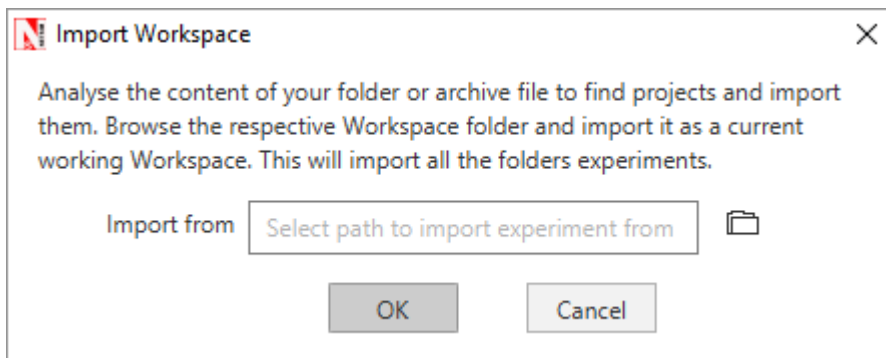 Import Workspace
Analyse the content of your folder or archive file to find projects and import
them. Browse the respective Workspace folder and import it as a current
working Workspace. This will import all the folders experiments.
Import from Select path to import experiment from
OK Cancel